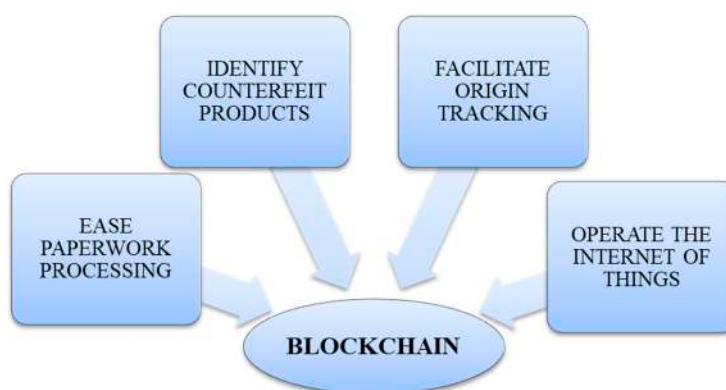 IDENTIFY
COUNTERFEIT
PRODUCTS
FACILITATE
ORIGIN
TRACKING
EASE
PAPERWORK
PROCESSING
OPERATE THE
INTERNET OF
THINGS
BLOCKCHAIN